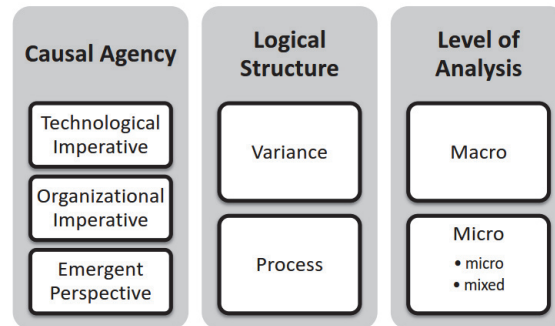 Causal Agency
Technological
Imperative
Organizational
Imperative
Emergent
Perspective
Logical
Structure
Variance
Process
Level of
Analysis
Macro
Micro
• micro
• mixed